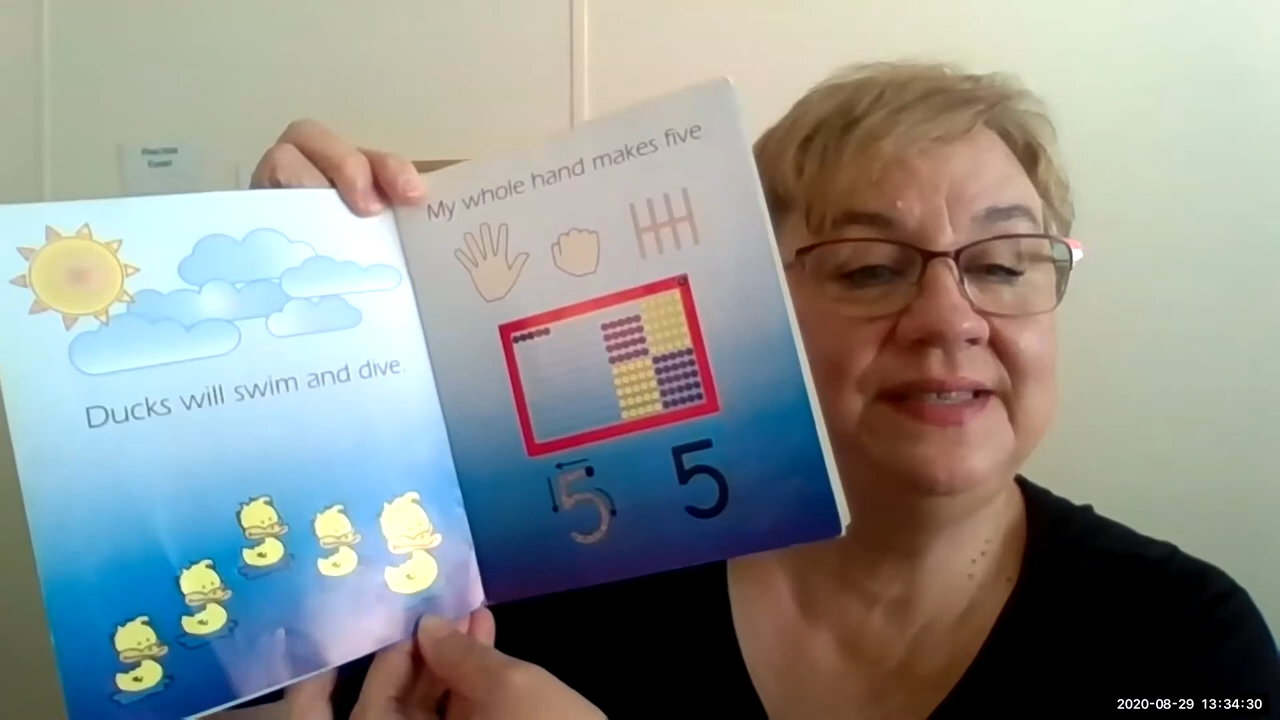 Ducks will swim and dive.
My whole hand makes five
5 5
2020-08-29 13:34:30